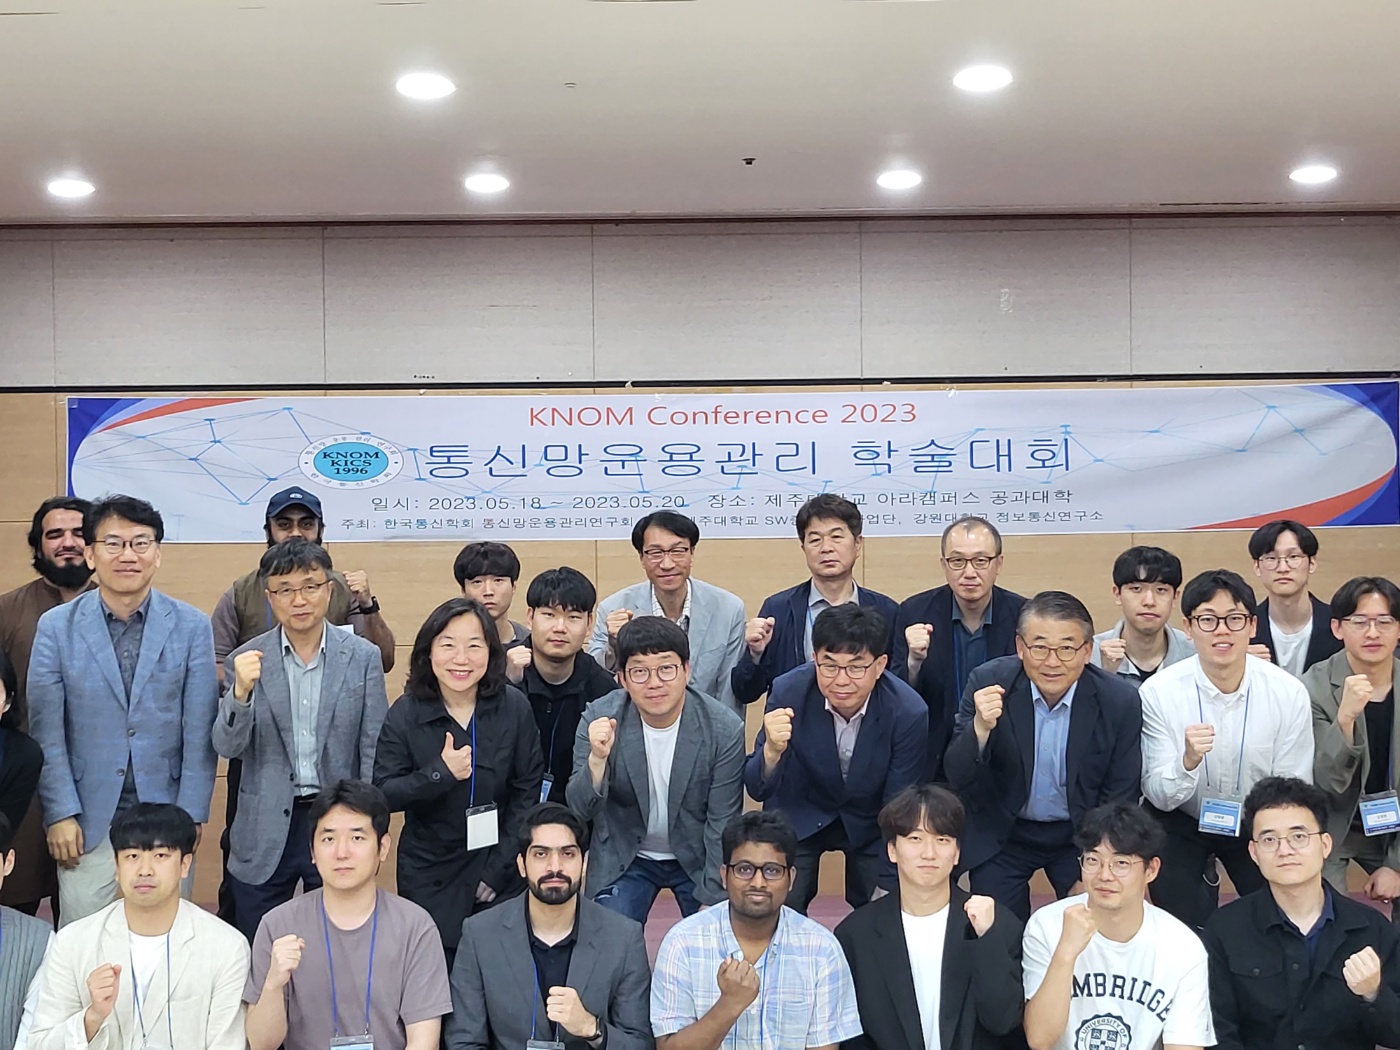 KNOM Conference 2023
KNOM
KICS
1996
통신망운용관리 학술대회
일시: 2023.05.18 ~ 2023.05.20 장소: 제주대학교 아라캠퍼스 공과대학
주최: 한국통신학회 통신망운용관리연구회 제주대학교 강원대학교 정보통신연구소
MBRIDGE
UNIVERSITY OF